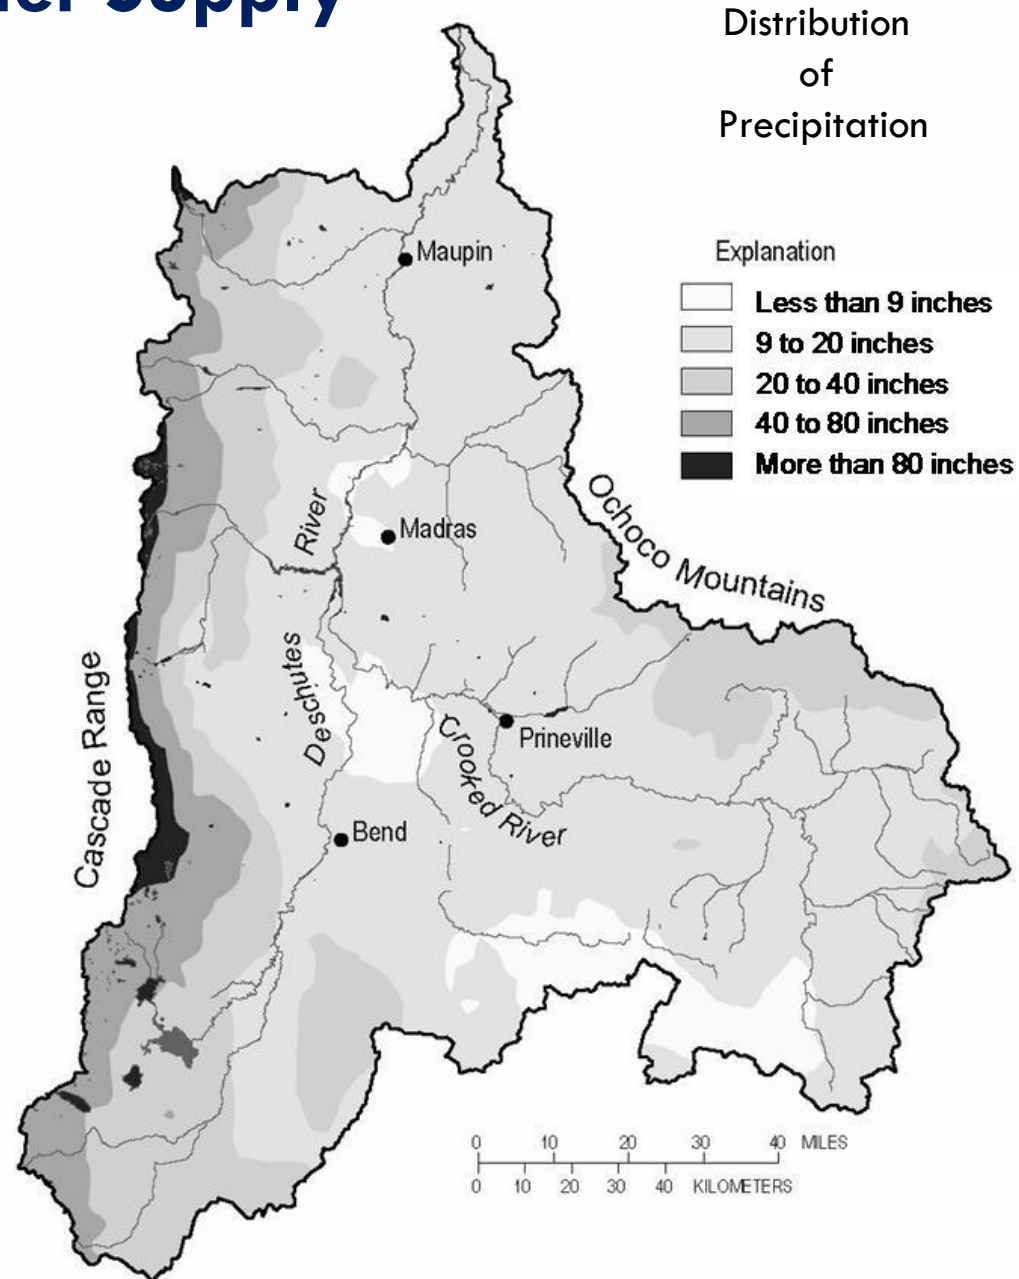 Supply
Distribution
of
Precipitation
Explanation
Less than 9 inches
9 to 20 inches
20 to 40 inches
40 to 80 inches
More than 80 inches
Maupin
Ochoco Mountains
River
Madras
Deschutes
Cascade Range
Crooked River
Prineville
Bend
0 10 20 30 40 MILES
0 10 20 30 40 KILOMETERS